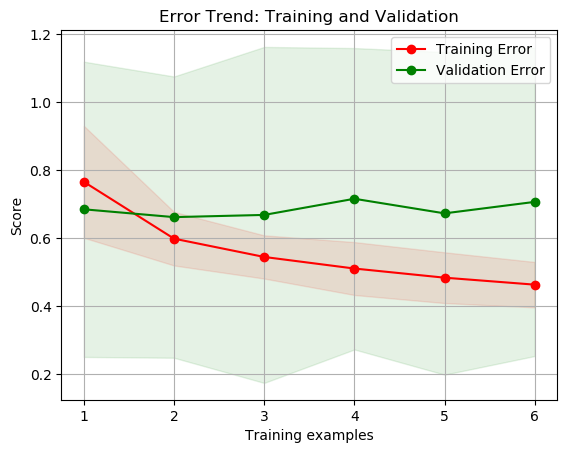 Error Trend: Training and Validation
1.2
1.0
0.8
0.6
0.4
0.2
Score
Training Error
Validation Error
1 2 3 4 5 6
Training examples